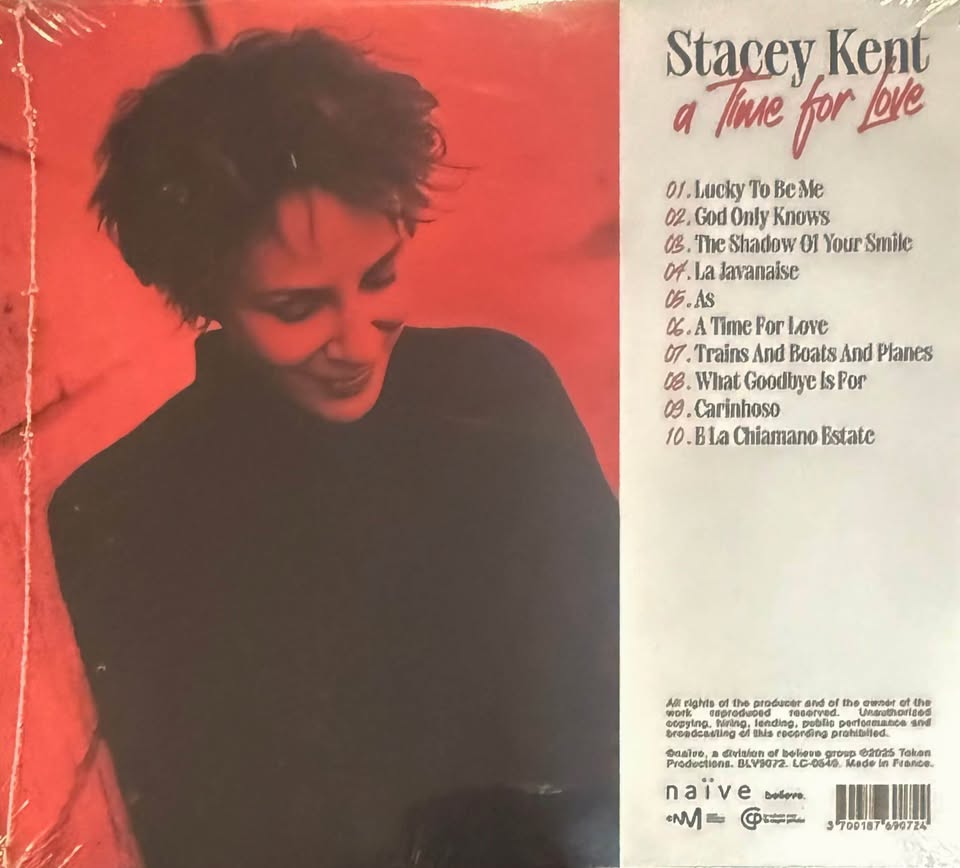 Stacey Kent
a Time for Love
01. Lucky To Be Me
02. God Only Knows
03. The Shadow Of Your Smile
04. La Javanaise
05. As
06. A Time For Love
07. Trains And Boats And Planes
08. What Goodbye Is For
09. Carinhoso
10. E La Chiamano Estate
All rights of the producer and of the owner of the
work reproduced reserved. Unauthorised
copying, hiring, lending, public performance and
broadcasting of this recording prohibited.
©naïve, a division of believe group ©2025 Token
Productions. BLV9072. LC-0540. Made in France.
naïve believe.
CNM
3 700187 690724